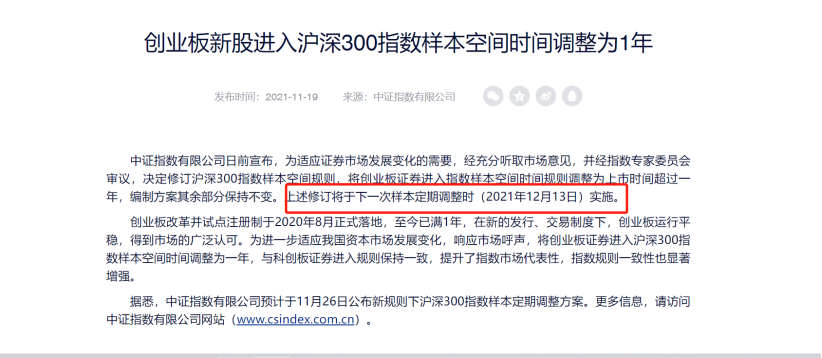 创业板新股进入沪深300指数样本空间时间调整为1年
发布时间：2021-11-19 来源：中证指数有限公司
中证指数有限公司日前宣布，为适应证券市场发展变化的需要，经充分听取市场意见，并经指数专家委员会
审议，决定修订沪深300指数样本空间规则，将创业板证券进入指数样本空间时间规则调整为上市时间超过一
年，编制方案其余部分保持不变。上述修订将于下一次样本定期调整时（2021年12月13日）实施。
创业板改革并试点注册制于2020年8月正式落地，至今已满1年，在新的发行、交易制度下，创业板运行平
稳，得到市场的广泛认可。为进一步适应我国资本市场发展变化，响应市场呼声，将创业板证券进入沪深300指
数样本空间时间调整为一年，与科创板证券进入规则保持一致，提升了指数市场代表性，指数规则一致性也显著
增强。
据悉，中证指数有限公司预计于11月26日公布新规则下沪深300指数样本定期调整方案。更多信息，请访问
中证指数有限公司网站（www.csindex.com.cn）。